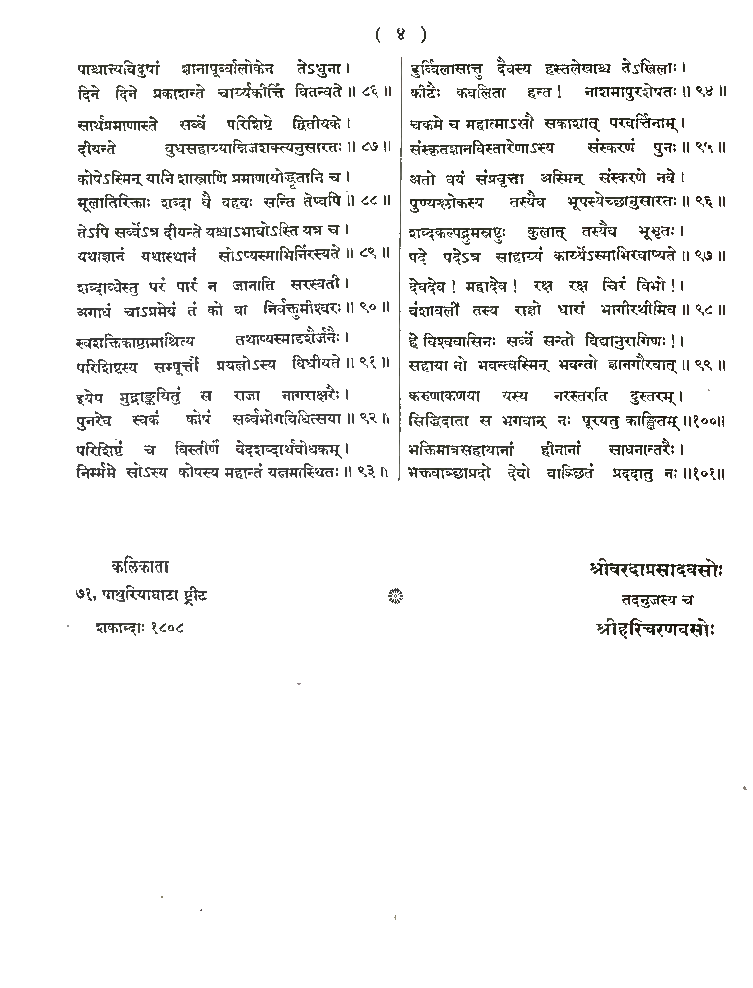 ( ४ )
पाश्चात्त्यविदुषां ज्ञानापूर्व्वालोकेन तेऽधुना ।
दिने दिने प्रकाशन्ते चार्य्यकीर्त्तिं वितन्वते ॥ ८६ ॥
सार्थप्रमाणास्ते सर्व्वे परिशिष्टे द्वितीयके ।
दीयन्ते बुधसहाय्यान्निजशक्त्यनुसारतः ॥ ८७ ॥
कोषेऽस्मिन् यानि शास्त्राणि प्रमाणायोद्धृतानि च ।
मूलातिरिक्ताः शब्दा वै वहवः सन्ति तेष्वपि ॥ ८८ ॥
तेऽपि सर्व्वेऽत्र दीयन्ते यश्चाऽभावोऽस्ति यत्र च ।
यथाज्ञानं यथास्थानं सोऽप्यस्माभिर्निरस्यते ॥ ८९ ॥
शब्दाब्धेस्तु परं पारं न जानाति सरस्वती ।
अगाधं चाऽप्रमेयं तं को वा निर्वक्तुमीश्वरः ॥ ९० ॥
स्वशक्तिकाष्ठामाश्रित्य तथाप्यस्मादृशैर्जनैः ।
परिशिष्टस्य सम्पूर्त्तौ प्रयत्नोऽस्य विधीयते ॥ ९१ ॥
इयेष मुद्राङ्कयितुं स राजा नागराक्षरैः ।
पुनरेव स्वकं कोषं सर्व्वभोगविधित्सया ॥ ९२ ॥
परिशिष्टं च विस्तीर्णं वेदशब्दार्थबोधकम् ।
निर्म्ममे सोऽस्य कोषस्य महान्तं यत्नमास्थितः ॥ ९३ ॥
दुर्व्विलासात्तु दैवस्य हस्तलेखाश्च तेऽखिलाः ।
कीटैः कवलिता हन्त ! नाशमापुरशेषतः ॥ ९४ ॥
चकमे च महात्माऽसौ सकाशात् परवर्त्तिनाम् ।
संस्कृतज्ञानविस्तारेणाऽस्य संस्करणं पुनः ॥ ९५ ॥
अतो वयं संप्रवृत्ता अस्मिन् संस्करणे नवे ।
पुण्यश्लोकस्य तस्यैव भूपस्येच्छानुसारतः ॥ ९६ ॥
शब्दकल्पद्रुमस्रष्टुः कुलात् तस्यैव भूभृतः ।
पदे पदेऽत्र साहाय्यं कार्य्येऽस्माभिरवाप्यते ॥ ९७ ॥
देवदेव ! महादेव ! रक्ष रक्ष चिरं विभो ! ।
वंशावलीं तस्य राज्ञो धारां भागीरथीमिव ॥ ९८ ॥
हे विश्ववासिनः सर्व्वे सन्तो विद्यानुरागिणः ! ।
सहाया नो भवन्त्वस्मिन् भवन्तो ज्ञानगौरवात् ॥ ९९ ॥
करुणाकणया यस्य नरस्तरति दुस्तरम् ।
सिद्धिदाता स भगवान् नः पूरयतु काङ्क्षितम् ॥१००॥
भक्तिमात्रसहायानां हीनानां साधनान्तरैः ।
भक्तवाञ्छाप्रदो देवो वाञ्छितं प्रददातु नः ॥१०१॥
कलिकाता
७१, पाथुरियाघाटा ष्ट्रीट
शकाब्दाः १८०८
श्रीवरदाप्रसादवसोः
तदनुजस्य च
श्रीहरिचरणवसोः